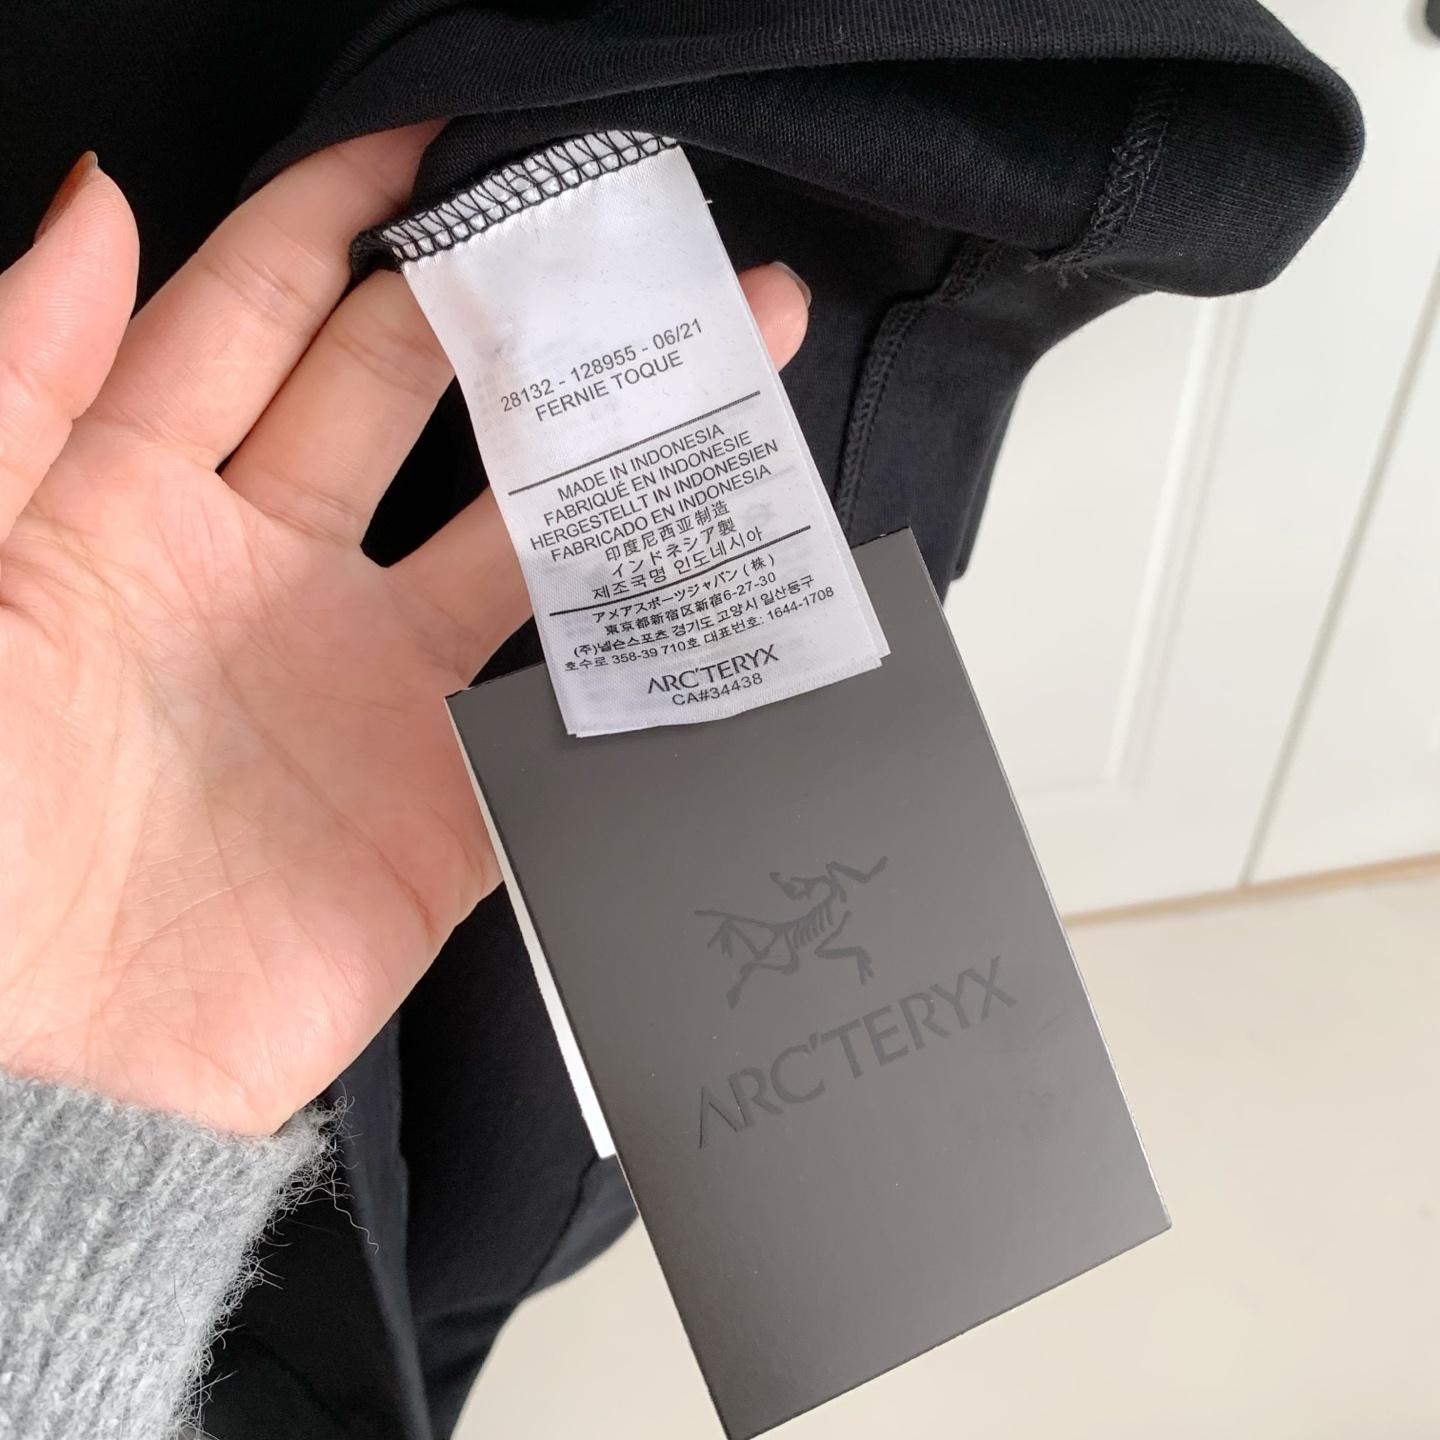 28132 - 128955 - 06/21
FERNIE TOQUE
MADE IN INDONESIA
FABRIQUÉ EN INDONESIE
HERGESTELLT IN INDONESIEN
FABRICADO EN INDONESIA
印度尼西亚制造
インドネシア製
제조국명 인도네시아
アメアスポーツジャパン(株)
東京都新宿区新宿6-27-30
(주)넬슨스포츠 경기도 고양시 일산동구
호수로 358-39 710호 대표번호: 1644-1708
ARC'TERYX
CA#34438
ARC'TERYX